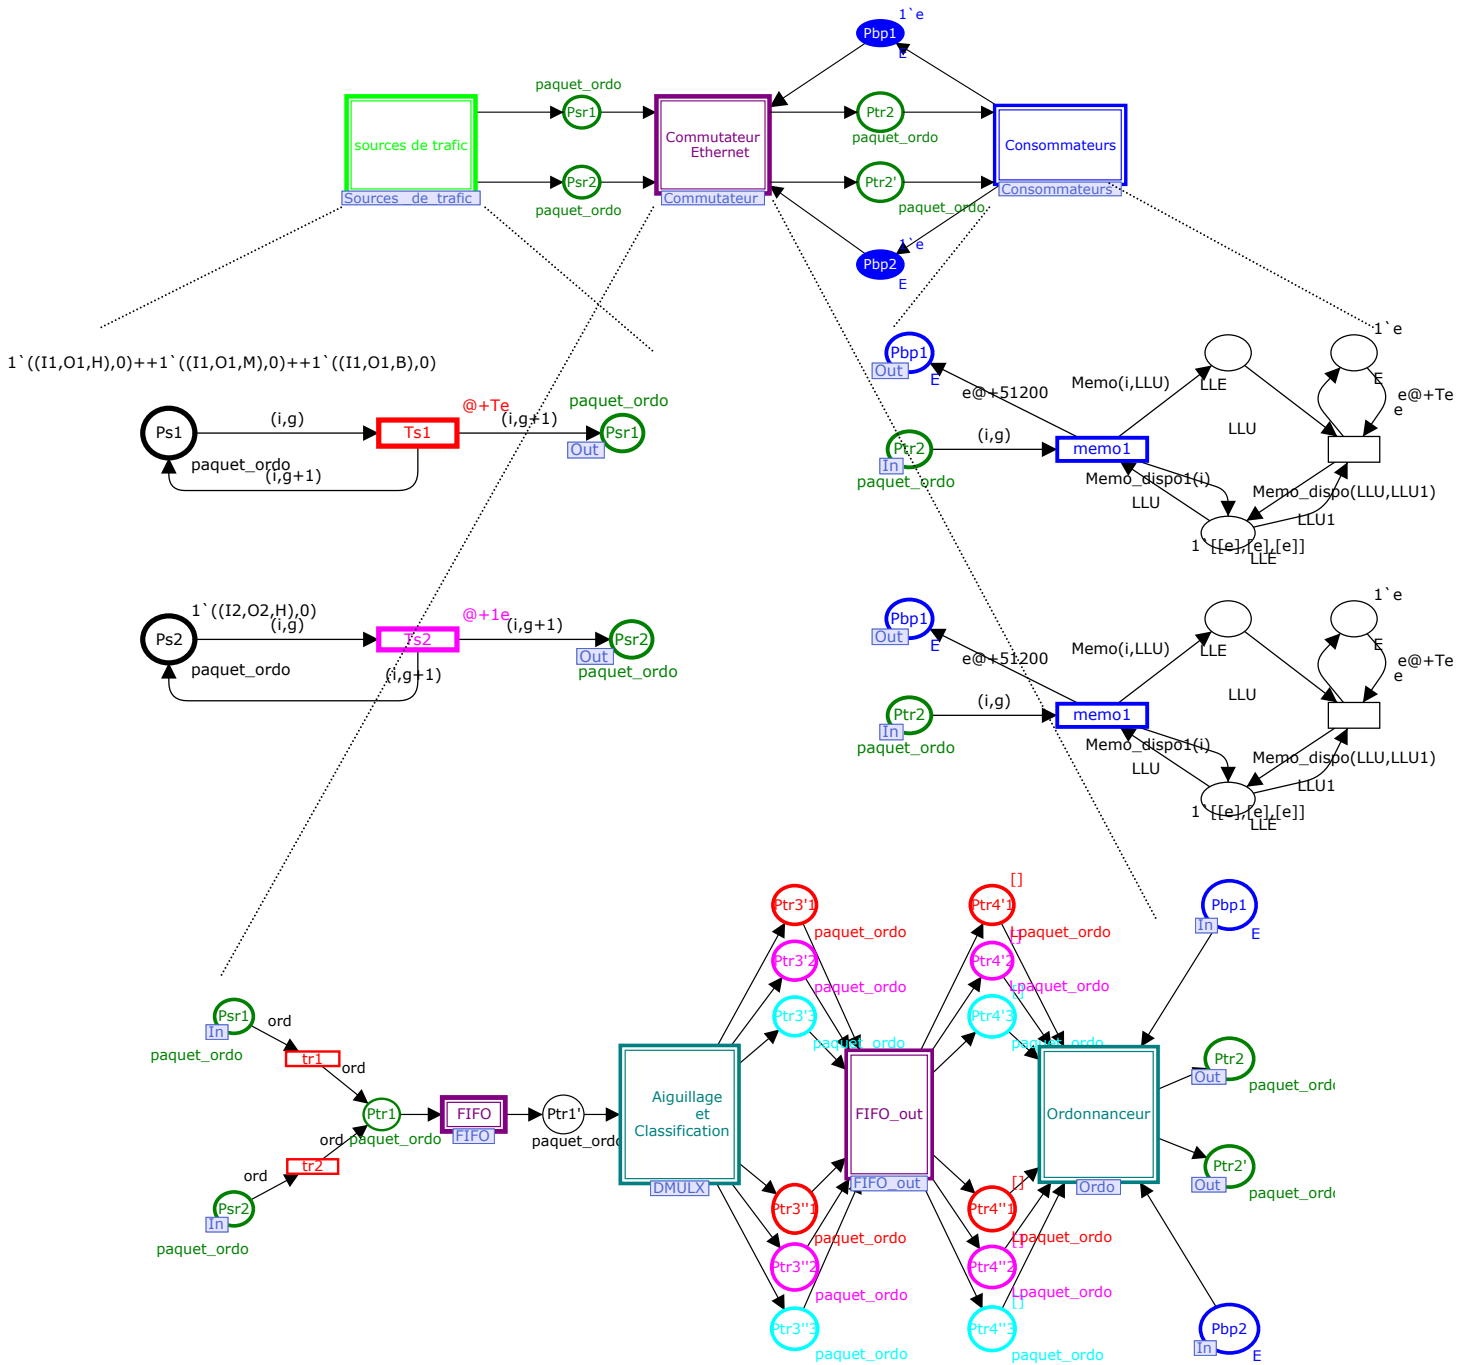 1`e
Pbp1
E
paquet_ordo
Psr1
Ptr2
paquet_ordo
sources de trafic
Commutateur
Ethernet
Consommateurs
Psr2
Ptr2'
Sources_de_trafic
Commutateur
Consommateurs
paquet_ordo
paquet_ordo
1`e
Pbp2
E
1`((I1,O1,H),0)++1`((I1,O1,M),0)++1`((I1,O1,B),0)
Ps1
(i,g)
@+Te
Ts1
(i,g+1)
paquet_ordo
Psr1
Out
paquet_ordo
(i,g+1)
1`((I2,O2,H),0)
Ps2
(i,g)
@+1e
Ts2
(i,g+1)
Psr2
Out
paquet_ordo
paquet_ordo
(i,g+1)
1`e
Pbp1
Out
E
e@+51200
Memo(i,LLU)
LLE
E
e@+Te
e
LLU
Ptr2
In
(i,g)
memo1
paquet_ordo
Memo_dispo1(i)
LLU
Memo_dispo(LLU,LLU1)
LLU1
1`[[e],[e],[e]]
LLE
1`e
Pbp1
Out
E
e@+51200
Memo(i,LLU)
LLE
E
e@+Te
e
LLU
Ptr2
In
(i,g)
memo1
paquet_ordo
Memo_dispo1(i)
LLU
Memo_dispo(LLU,LLU1)
LLU1
1`[[e],[e],[e]]
LLE
Ptr3'1
paquet_ordo
Ptr3'2
paquet_ordo
Ptr3'3
paquet_ordo
[]
Ptr4'1
Lpaquet_ordo
[]
Ptr4'2
Lpaquet_ordo
[]
Ptr4'3
paquet_ordo
Pbp1
In
E
Psr1
In
paquet_ordo
ord
tr1
ord
Ptr1
paquet_ordo
FIFO
FIFO
Ptr1'
paquet_ordo
ord
tr2
ord
Psr2
In
paquet_ordo
Aiguillage
et
Classification
DMULX
FIFO_out
FIFO_out
Ordonnanceur
Ordo
Ptr2
Out
paquet_ordo
Ptr2'
Out
paquet_ordo
Ptr3''1
paquet_ordo
Ptr3''2
paquet_ordo
Ptr3''3
paquet_ordo
[]
Ptr4''1
Lpaquet_ordo
[]
Ptr4''2
Lpaquet_ordo
[]
Ptr4''3
paquet_ordo
Pbp2
In
E